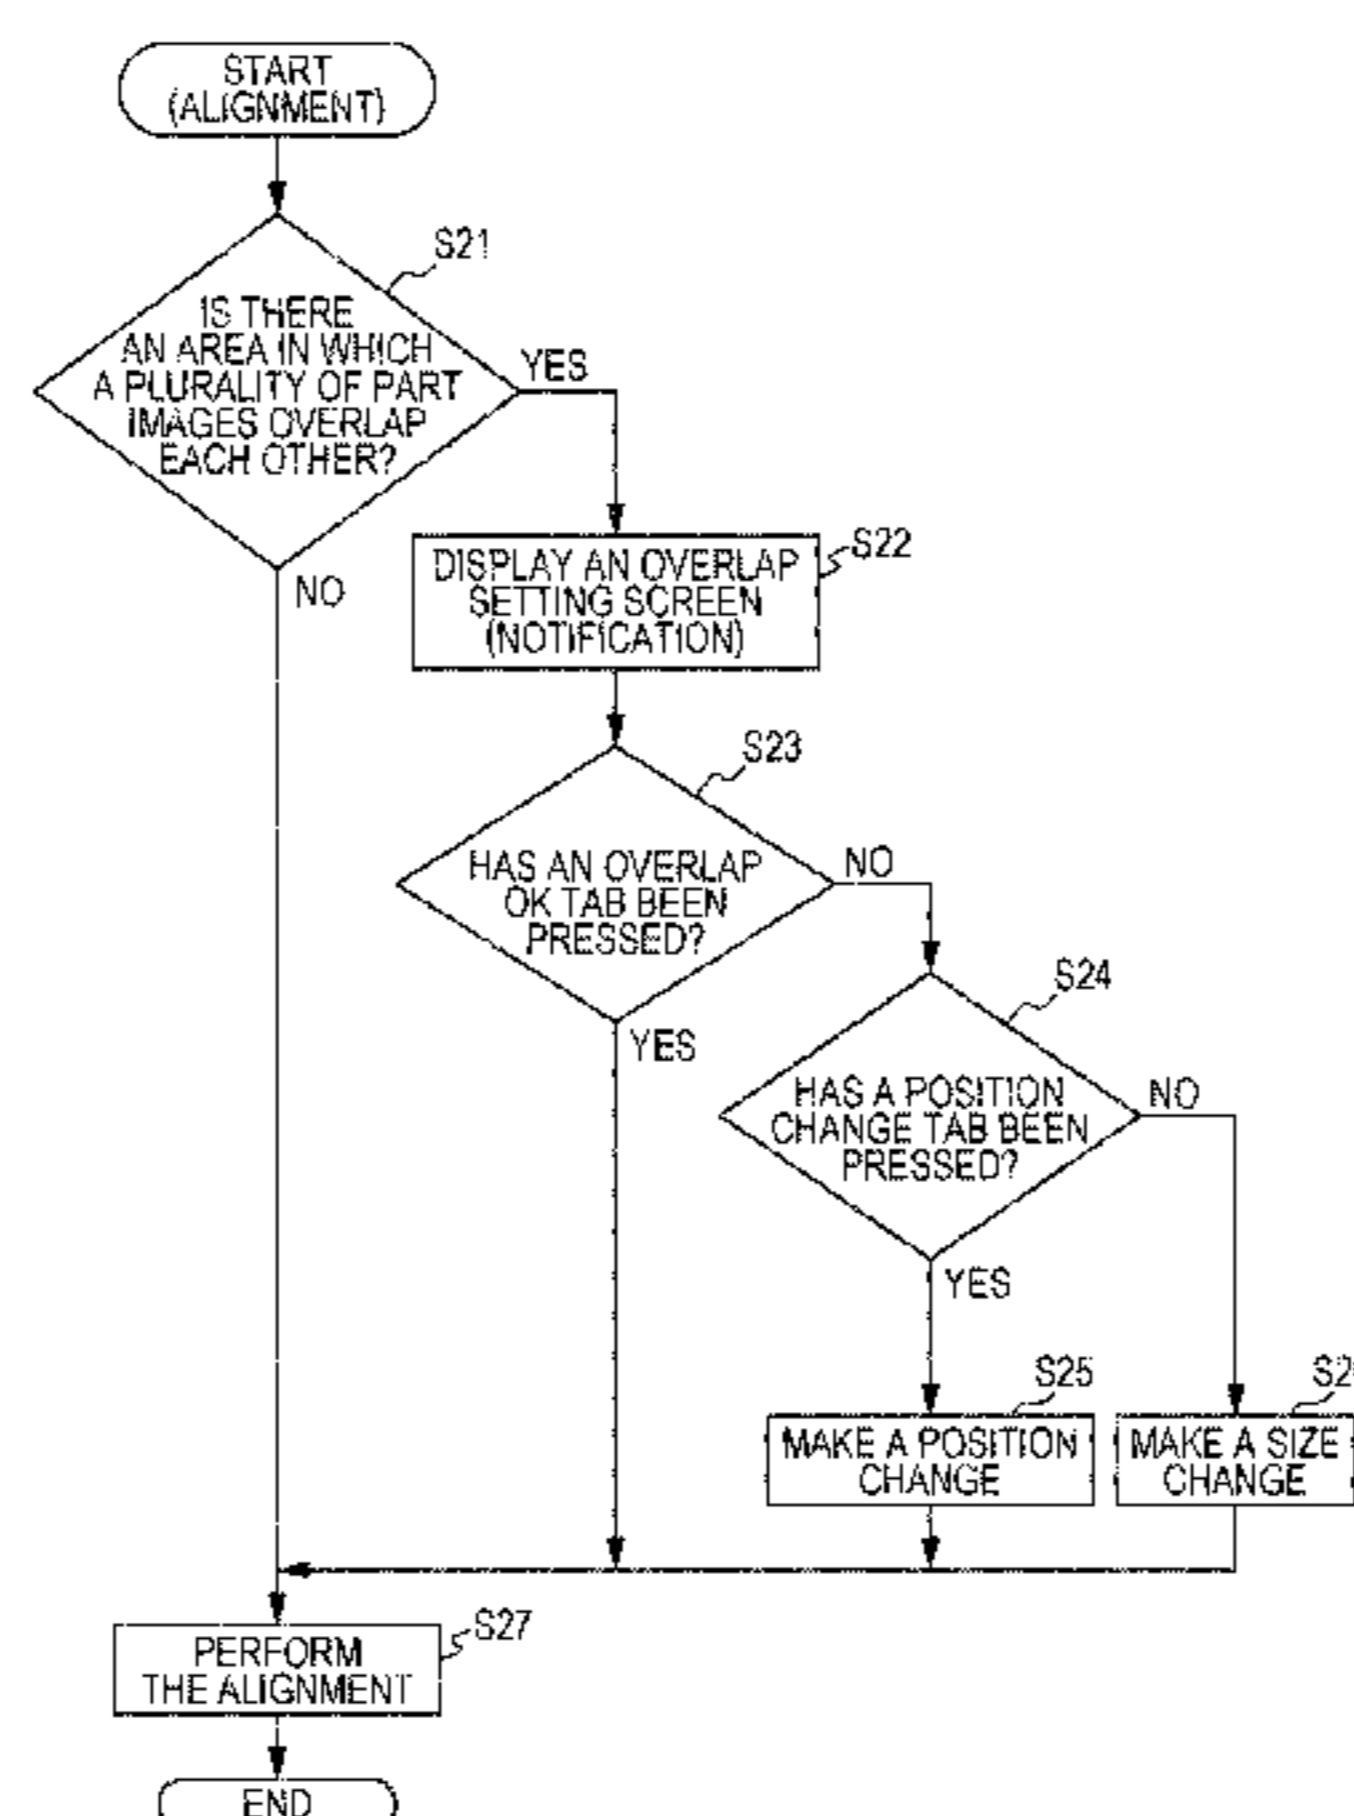 START
(ALIGNMENT)
S21
IS THERE
AN AREA IN WHICH
A PLURALITY OF PART
IMAGES OVERLAP
EACH OTHER?
YES
NO
S22
DISPLAY AN OVERLAP
SETTING SCREEN
(NOTIFICATION)
S23
HAS AN OVERLAP
OK TAB BEEN
PRESSED?
NO
YES
S24
HAS A POSITION
CHANGE TAB BEEN
PRESSED?
NO
YES
S25
MAKE A POSITION
CHANGE
MAKE A SIZE
CHANGE
S27
PERFORM
THE ALIGNMENT
END